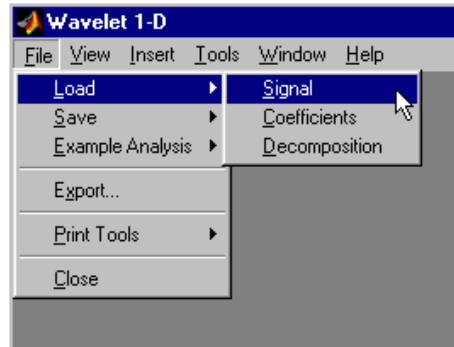 Wavelet 1-D
File View Insert Tools Window Help
Load Signal
Save Coefficients
Example Analysis Decomposition
Export...
Print Tools
Close